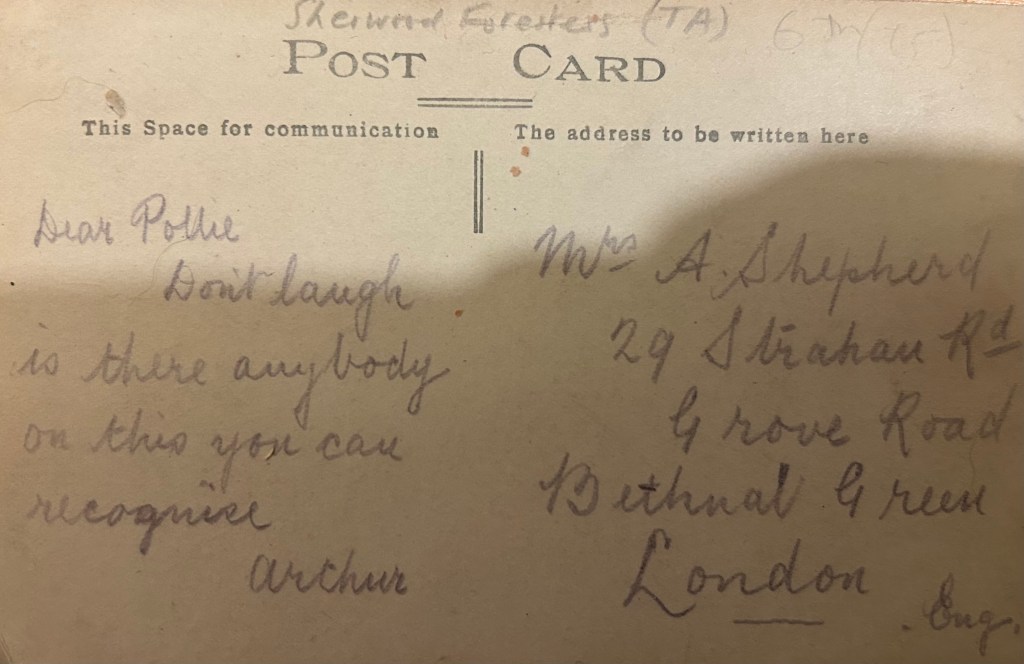 Sherwood Foresters (TA)
POST CARD
This Space for communication
The address to be written here
Dear Pollie
Don't laugh
is there anybody
on this you can
recognise
Arthur
Mrs A. Shepherd
29 Strahan Rd
Grove Road
Bethnal Green
London
Eng.